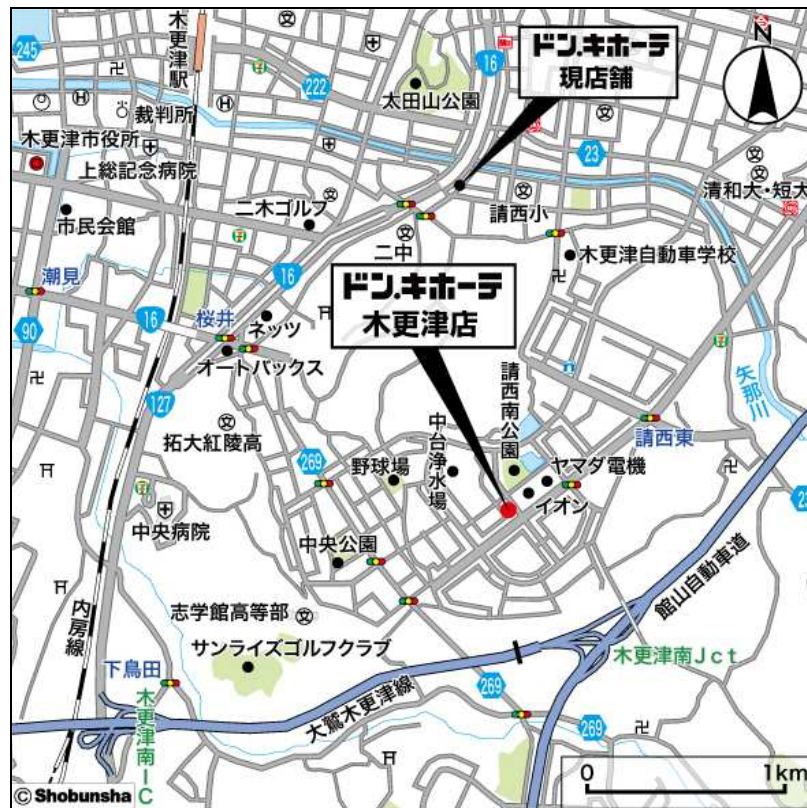 245
木更津駅
222
16
ドン.キホーテ
現店舗
N
太田山公園
裁判所
木更津市役所
上総記念病院
23
清和大・短大
市民会館
二木ゴルフ
請西小
二中
木更津自動車学校
潮見
16
16
桜井
ネッツ
オートバックス
ドン.キホーテ
木更津店
90
127
矢那川
請西東
拓大紅陵高
269
野球場
中台浄水場
請西南公園
ヤマダ電機
イオン
中央病院
中央公園
内房線
志学館高等部
サンライズゴルフクラブ
館山自動車道
木更津南Jct
下烏田
木更津南IC
大鷲木更津線
269
269
0
1km
© Shobunsha